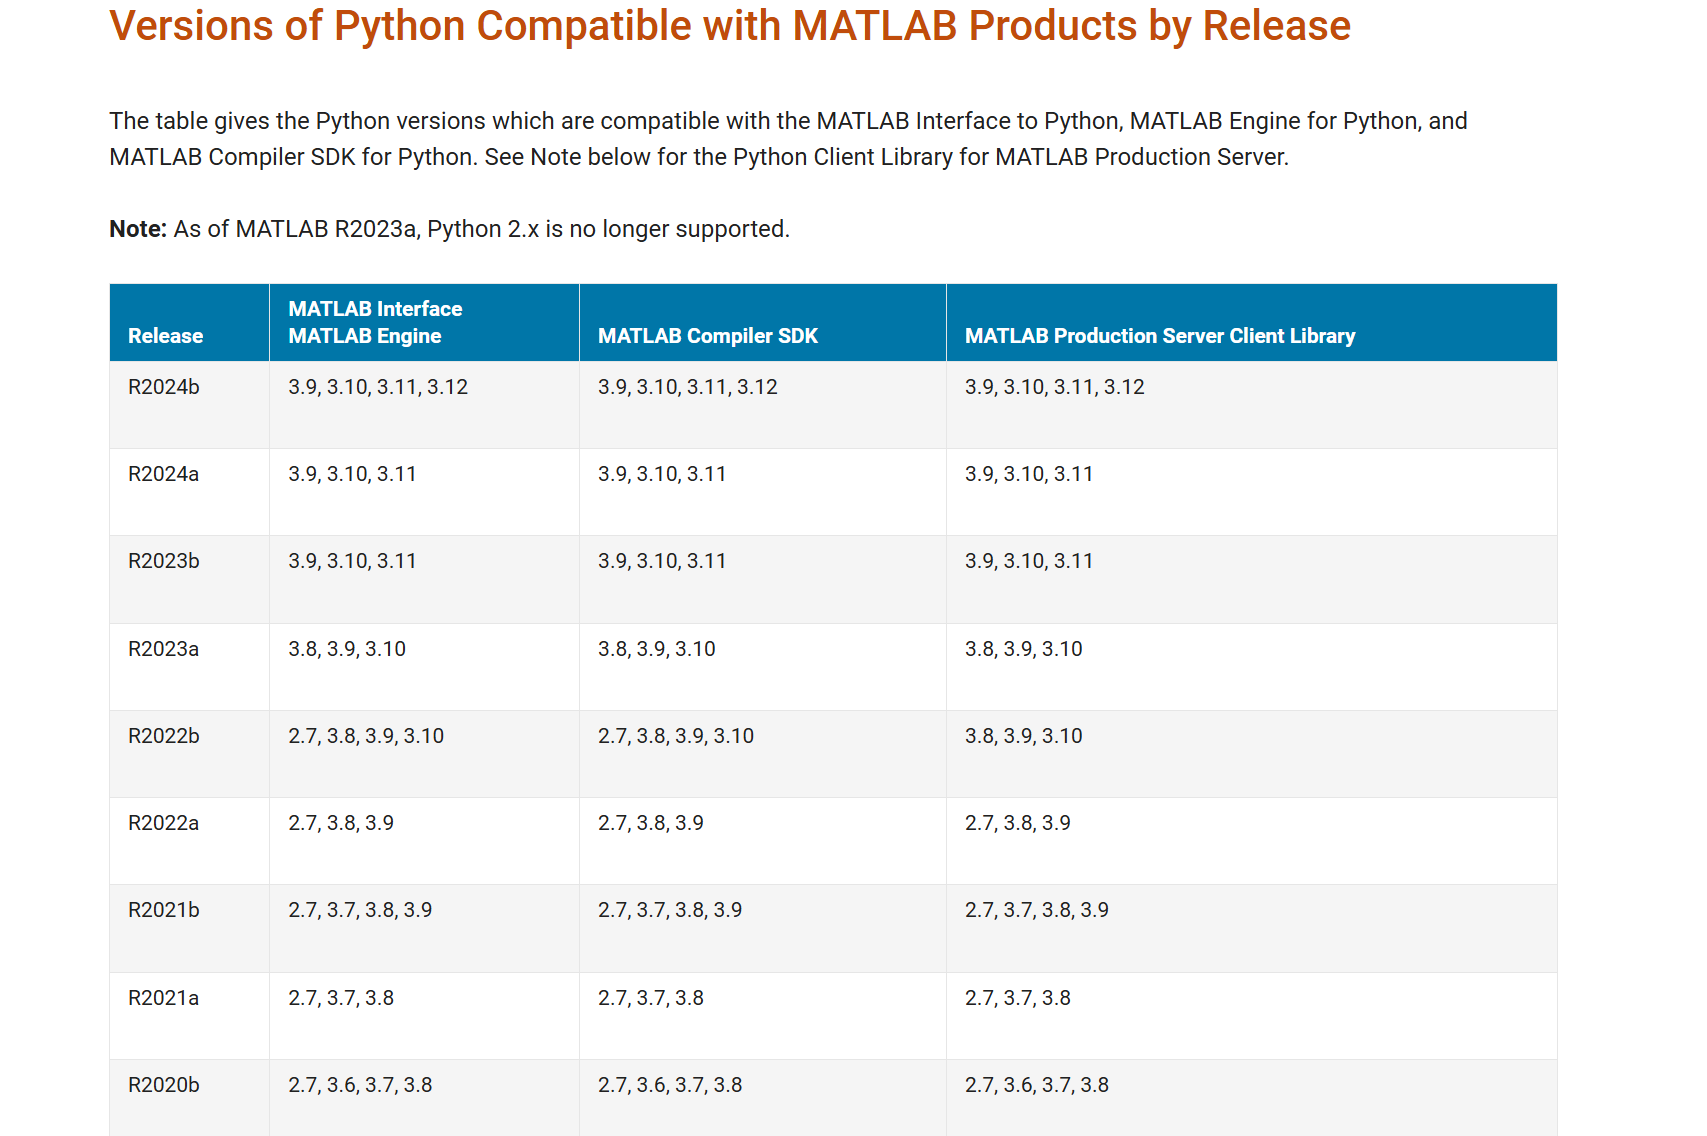 Versions of Python Compatible with MATLAB Products by Release
The table gives the Python versions which are compatible with the MATLAB Interface to Python, MATLAB Engine for Python, and
MATLAB Compiler SDK for Python. See Note below for the Python Client Library for MATLAB Production Server.
Note: As of MATLAB R2023a, Python 2.x is no longer supported.
Release MATLAB Interface
MATLAB Engine MATLAB Compiler SDK MATLAB Production Server Client Library
R2024b 3.9, 3.10, 3.11, 3.12 3.9, 3.10, 3.11, 3.12 3.9, 3.10, 3.11, 3.12
R2024a 3.9, 3.10, 3.11 3.9, 3.10, 3.11 3.9, 3.10, 3.11
R2023b 3.9, 3.10, 3.11 3.9, 3.10, 3.11 3.9, 3.10, 3.11
R2023a 3.8, 3.9, 3.10 3.8, 3.9, 3.10 3.8, 3.9, 3.10
R2022b 2.7, 3.8, 3.9, 3.10 2.7, 3.8, 3.9, 3.10 3.8, 3.9, 3.10
R2022a 2.7, 3.8, 3.9 2.7, 3.8, 3.9 2.7, 3.8, 3.9
R2021b 2.7, 3.7, 3.8, 3.9 2.7, 3.7, 3.8, 3.9 2.7, 3.7, 3.8, 3.9
R2021a 2.7, 3.7, 3.8 2.7, 3.7, 3.8 2.7, 3.7, 3.8
R2020b 2.7, 3.6, 3.7, 3.8 2.7, 3.6, 3.7, 3.8 2.7, 3.6, 3.7, 3.8